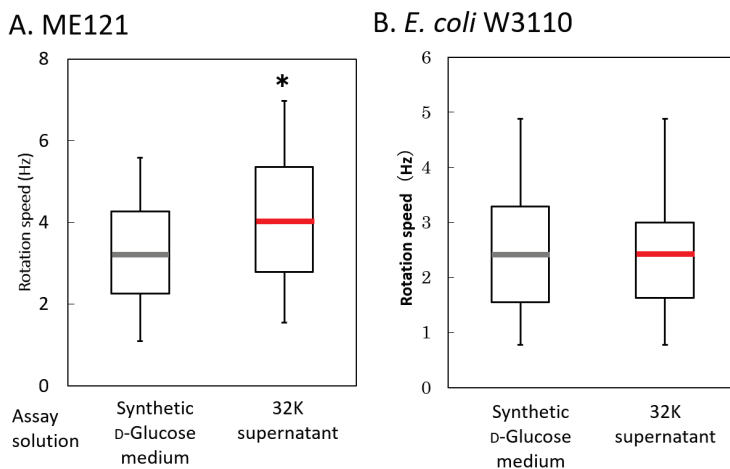 A. ME121
B. E. coli W3110
8
6
4
2
0
Rotation speed (Hz)
*
6
5
4
3
2
1
0
Rotation speed (Hz)
Assay
solution
Synthetic
D-Glucose
medium
32K
supernatant
Synthetic
D-Glucose
medium
32K
supernatant